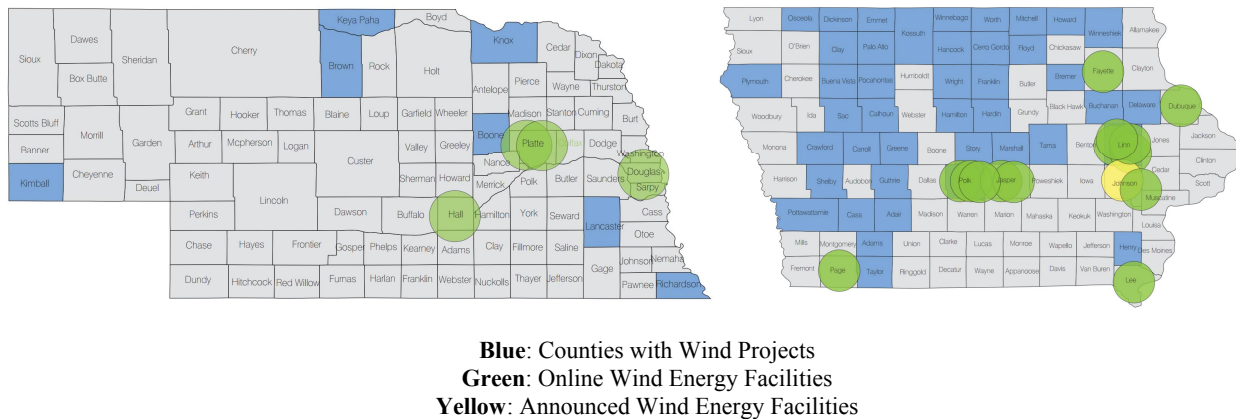 Keya Paha
Boyd
Dawes
Sioux
Sheridan
Cherry
Knox
Cedar
Dixon
Box Butte
Brown
Rock
Holt
Dakota
Pierce
Antelope
Wayne
Thurston
Grant
Hooker
Thomas
Blaine
Loup
Garfield
Wheeler
Madison
Stanton
Cuming
Burt
Scotts Bluff
Morrill
Garden
Banner
Arthur
Mcpherson
Logan
Custer
Valley
Greeley
Boone
Platte
Dodge
Washington
Nance
Keith
Kimball
Cheyenne
Deuel
Lincoln
Sherman
Howard
Merrick
Polk
Butler
Saunders
Douglas
Sarpy
Perkins
Dawson
Buffalo
Hall
Hamilton
York
Seward
Lancaster
Cass
Otoe
Chase
Hayes
Frontier
Gosper
Phelps
Kearney
Adams
Clay
Fillmore
Saline
Gage
Johnson
Nemaha
Dundy
Hitchcock
Red Willow
Furnas
Harlan
Franklin
Webster
Nuckolls
Thayer
Jefferson
Pawnee
Richardson
Lyon
Osceola
Dickinson
Emmet
Kossuth
Winnebago
Worth
Mitchell
Howard
Winneshiek
Allamakee
Sioux
O'Brien
Clay
Palo Alto
Hancock
Cerro Gordo
Floyd
Chickasaw
Fayette
Clayton
Plymouth
Cherokee
Buena Vista
Pocahontas
Humboldt
Wright
Franklin
Butler
Bremer
Woodbury
Ida
Sac
Calhoun
Webster
Hamilton
Hardin
Grundy
Black Hawk
Buchanan
Delaware
Dubuque
Monona
Crawford
Carroll
Greene
Boone
Story
Marshall
Tama
Benton
Linn
Jones
Jackson
Clinton
Harrison
Shelby
Audubon
Guthrie
Dallas
Polk
Jasper
Poweshiek
Iowa
Johnson
Cedar
Scott
Muscatine
Pottawattamie
Cass
Adair
Madison
Warren
Marion
Mahaska
Keokuk
Washington
Louisa
Mills
Montgomery
Adams
Union
Clarke
Lucas
Monroe
Wapello
Jefferson
Henry
Des Moines
Fremont
Page
Taylor
Ringgold
Decatur
Wayne
Appanoose
Davis
Van Buren
Lee
Blue: Counties with Wind Projects
Green: Online Wind Energy Facilities
Yellow: Announced Wind Energy Facilities